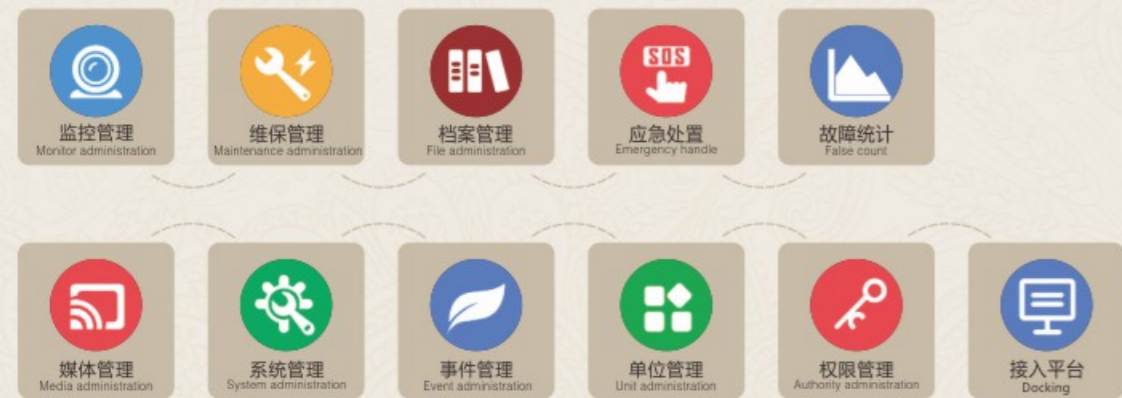 监控管理
Monitor administration
维保管理
Maintenance administration
档案管理
File administration
SOS
应急处置
Emergency handle
故障统计
False count
媒体管理
Media administration
系统管理
System administration
事件管理
Event administration
单位管理
Unit administration
权限管理
Authority administration
接入平台
Docking